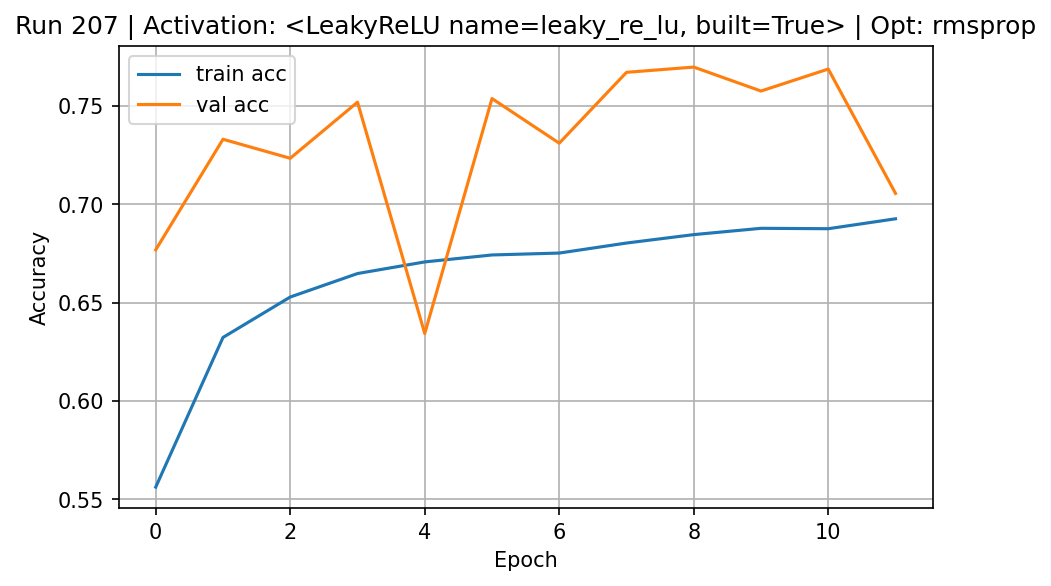 Run 207 | Activation: <LeakyReLU name=leaky_re_lu, built=True> | Opt: rmsprop
train acc
val acc
0.75
0.70
0.65
0.60
0.55
Accuracy
0 2 4 6 8 10
Epoch